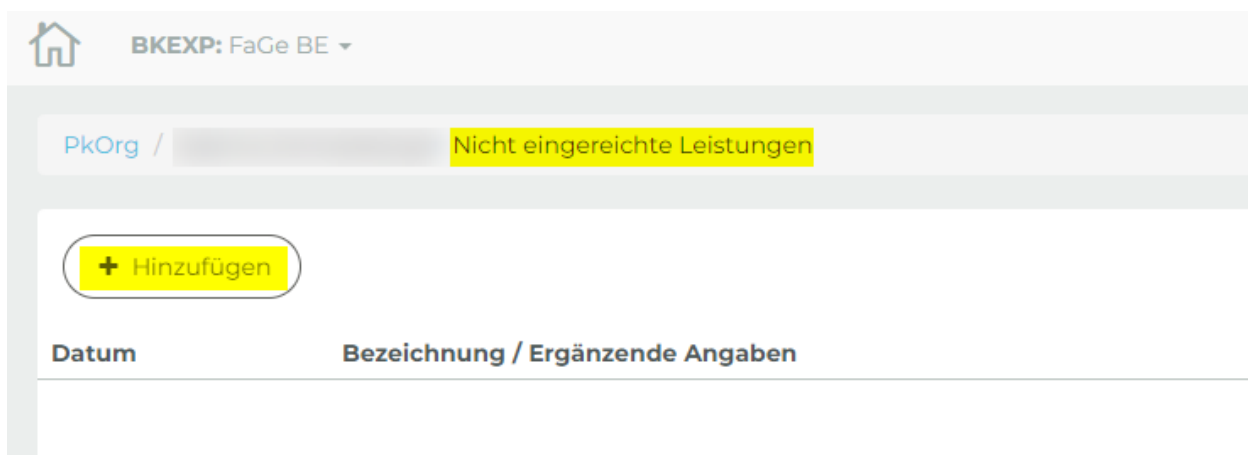 BKEXP: FaGe BE
PkOrg / Nicht eingereichte Leistungen
+ Hinzufügen
Datum Bezeichnung / Ergänzende Angaben